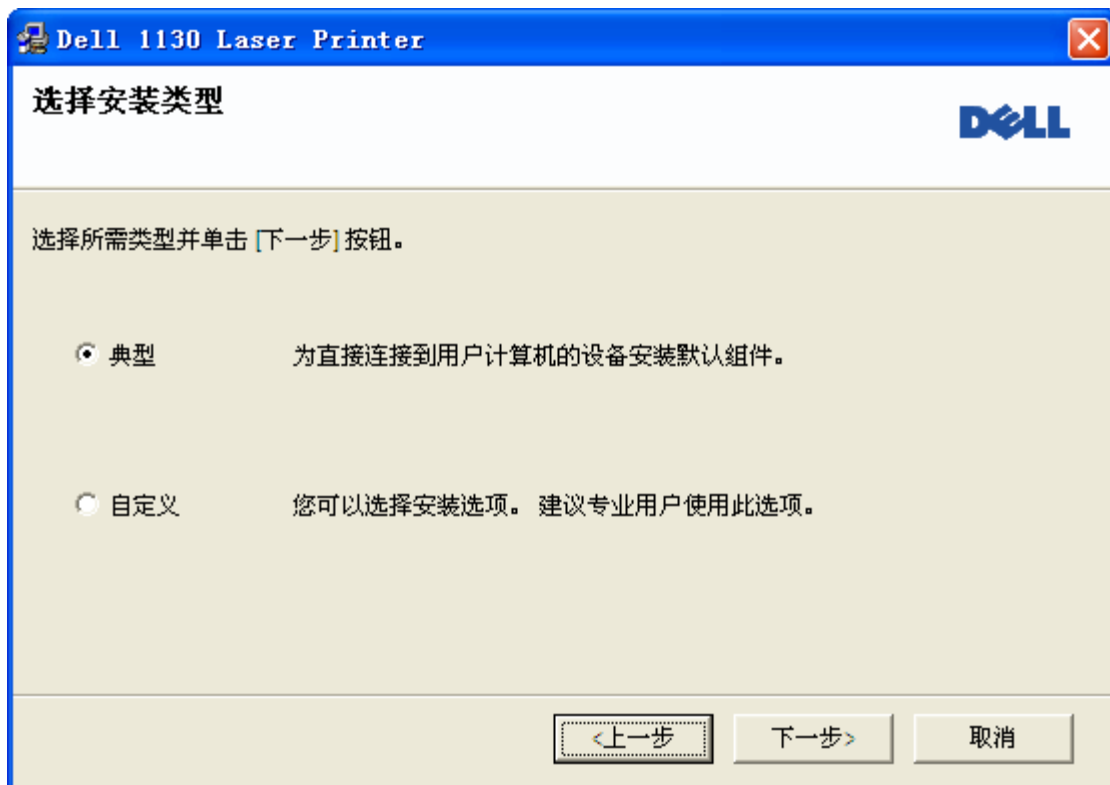 Dell 1130 Laser Printer
选择安装类型
DELL
选择所需类型并单击 [下一步] 按钮。
典型 为直接连接到用户计算机的设备安装默认组件。
自定义 您可以选择安装选项。 建议专业用户使用此选项。
<上一步 下一步> 取消